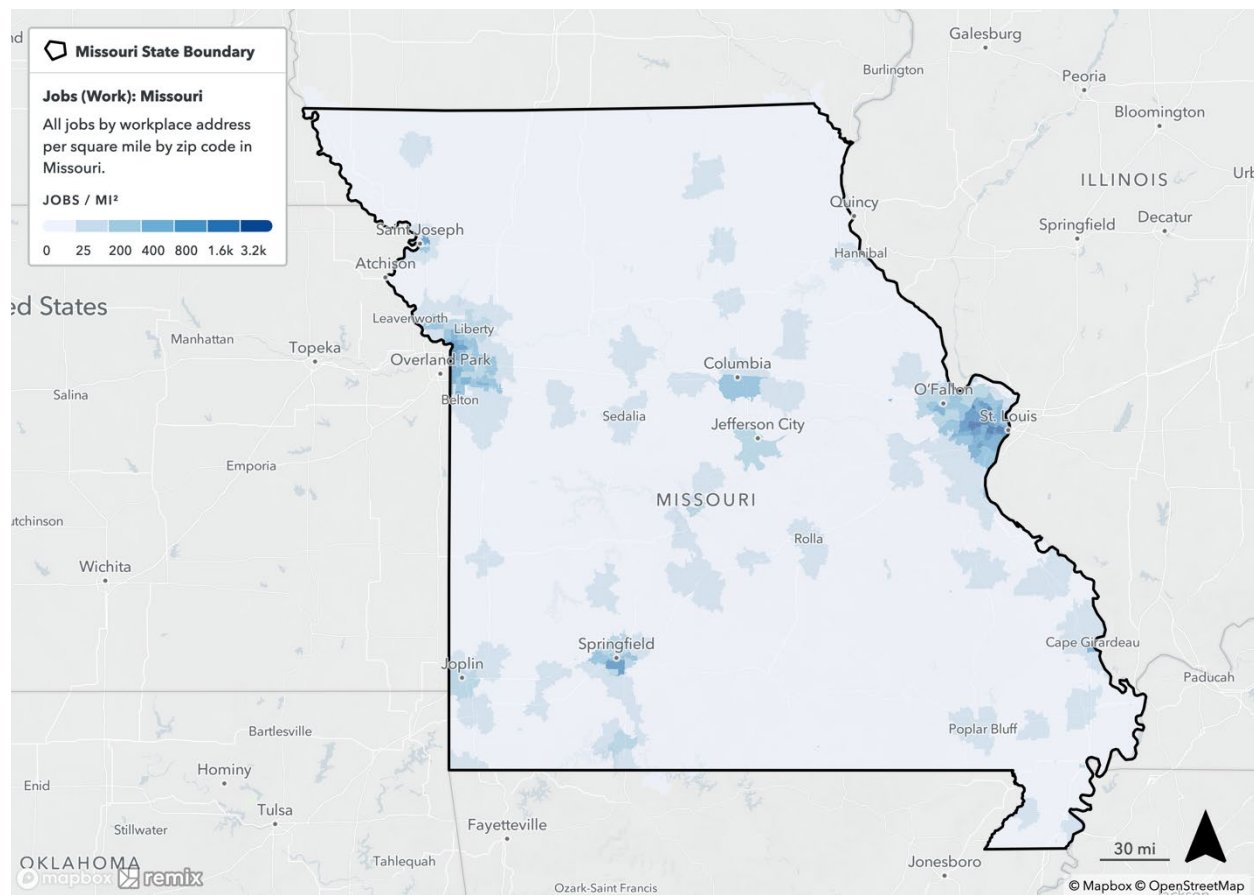 Missouri State Boundary
Jobs (Work): Missouri
All jobs by workplace address
per square mile by zip code in
Missouri.
JOBS / MI²
0 25 200 400 800 1.6k 3.2k
Galesburg
Burlington
Peoria
Bloomington
ILLINOIS
Urb
Quincy
Springfield
Decatur
Saint Joseph
Hannibal
Atchison
ed States
Leavenworth
Liberty
Manhattan
Topeka
Overland Park
Columbia
O'Fallon
Salina
Belton
Sedalia
Jefferson City
St. Louis
Emporia
MISSOURI
utchinson
Rolla
Wichita
Springfield
Cape Girardeau
Joplin
Paducah
Bartlesville
Poplar Bluff
Hominy
Enid
Tulsa
Stillwater
Fayetteville
OKLAHOMA
Tahlequah
Jonesboro
30 mi
mapbox remix
Ozark-Saint Francis
© Mapbox © OpenStreetMap